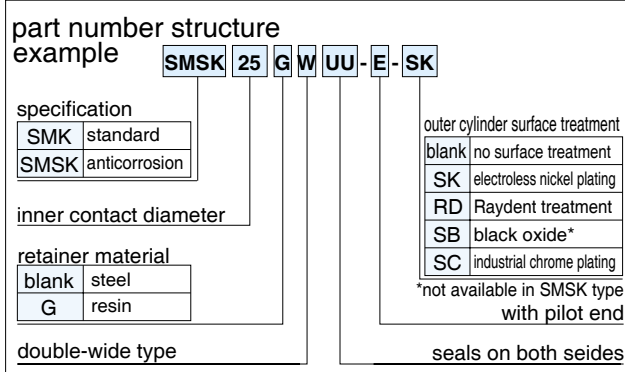 part number structure
example
SMSK 25 G W UU - E - SK
specification
SMK standard
SMSK anticorrosion
inner contact diameter
retainer material
blank steel
G resin
double-wide type
outer cylinder surface treatment
blank no surface treatment
SK electroless nickel plating
RD Raydent treatment
SB black oxide*
SC industrial chrome plating
*not available in SMSK type
with pilot end
seals on both seides